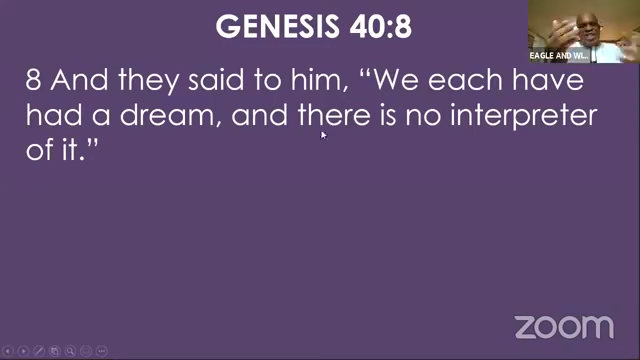 GENESIS 40:8
EAGLE AND WI...
8 And they said to him, “We each have
had a dream, and there is no interpreter
of it.”
zoom